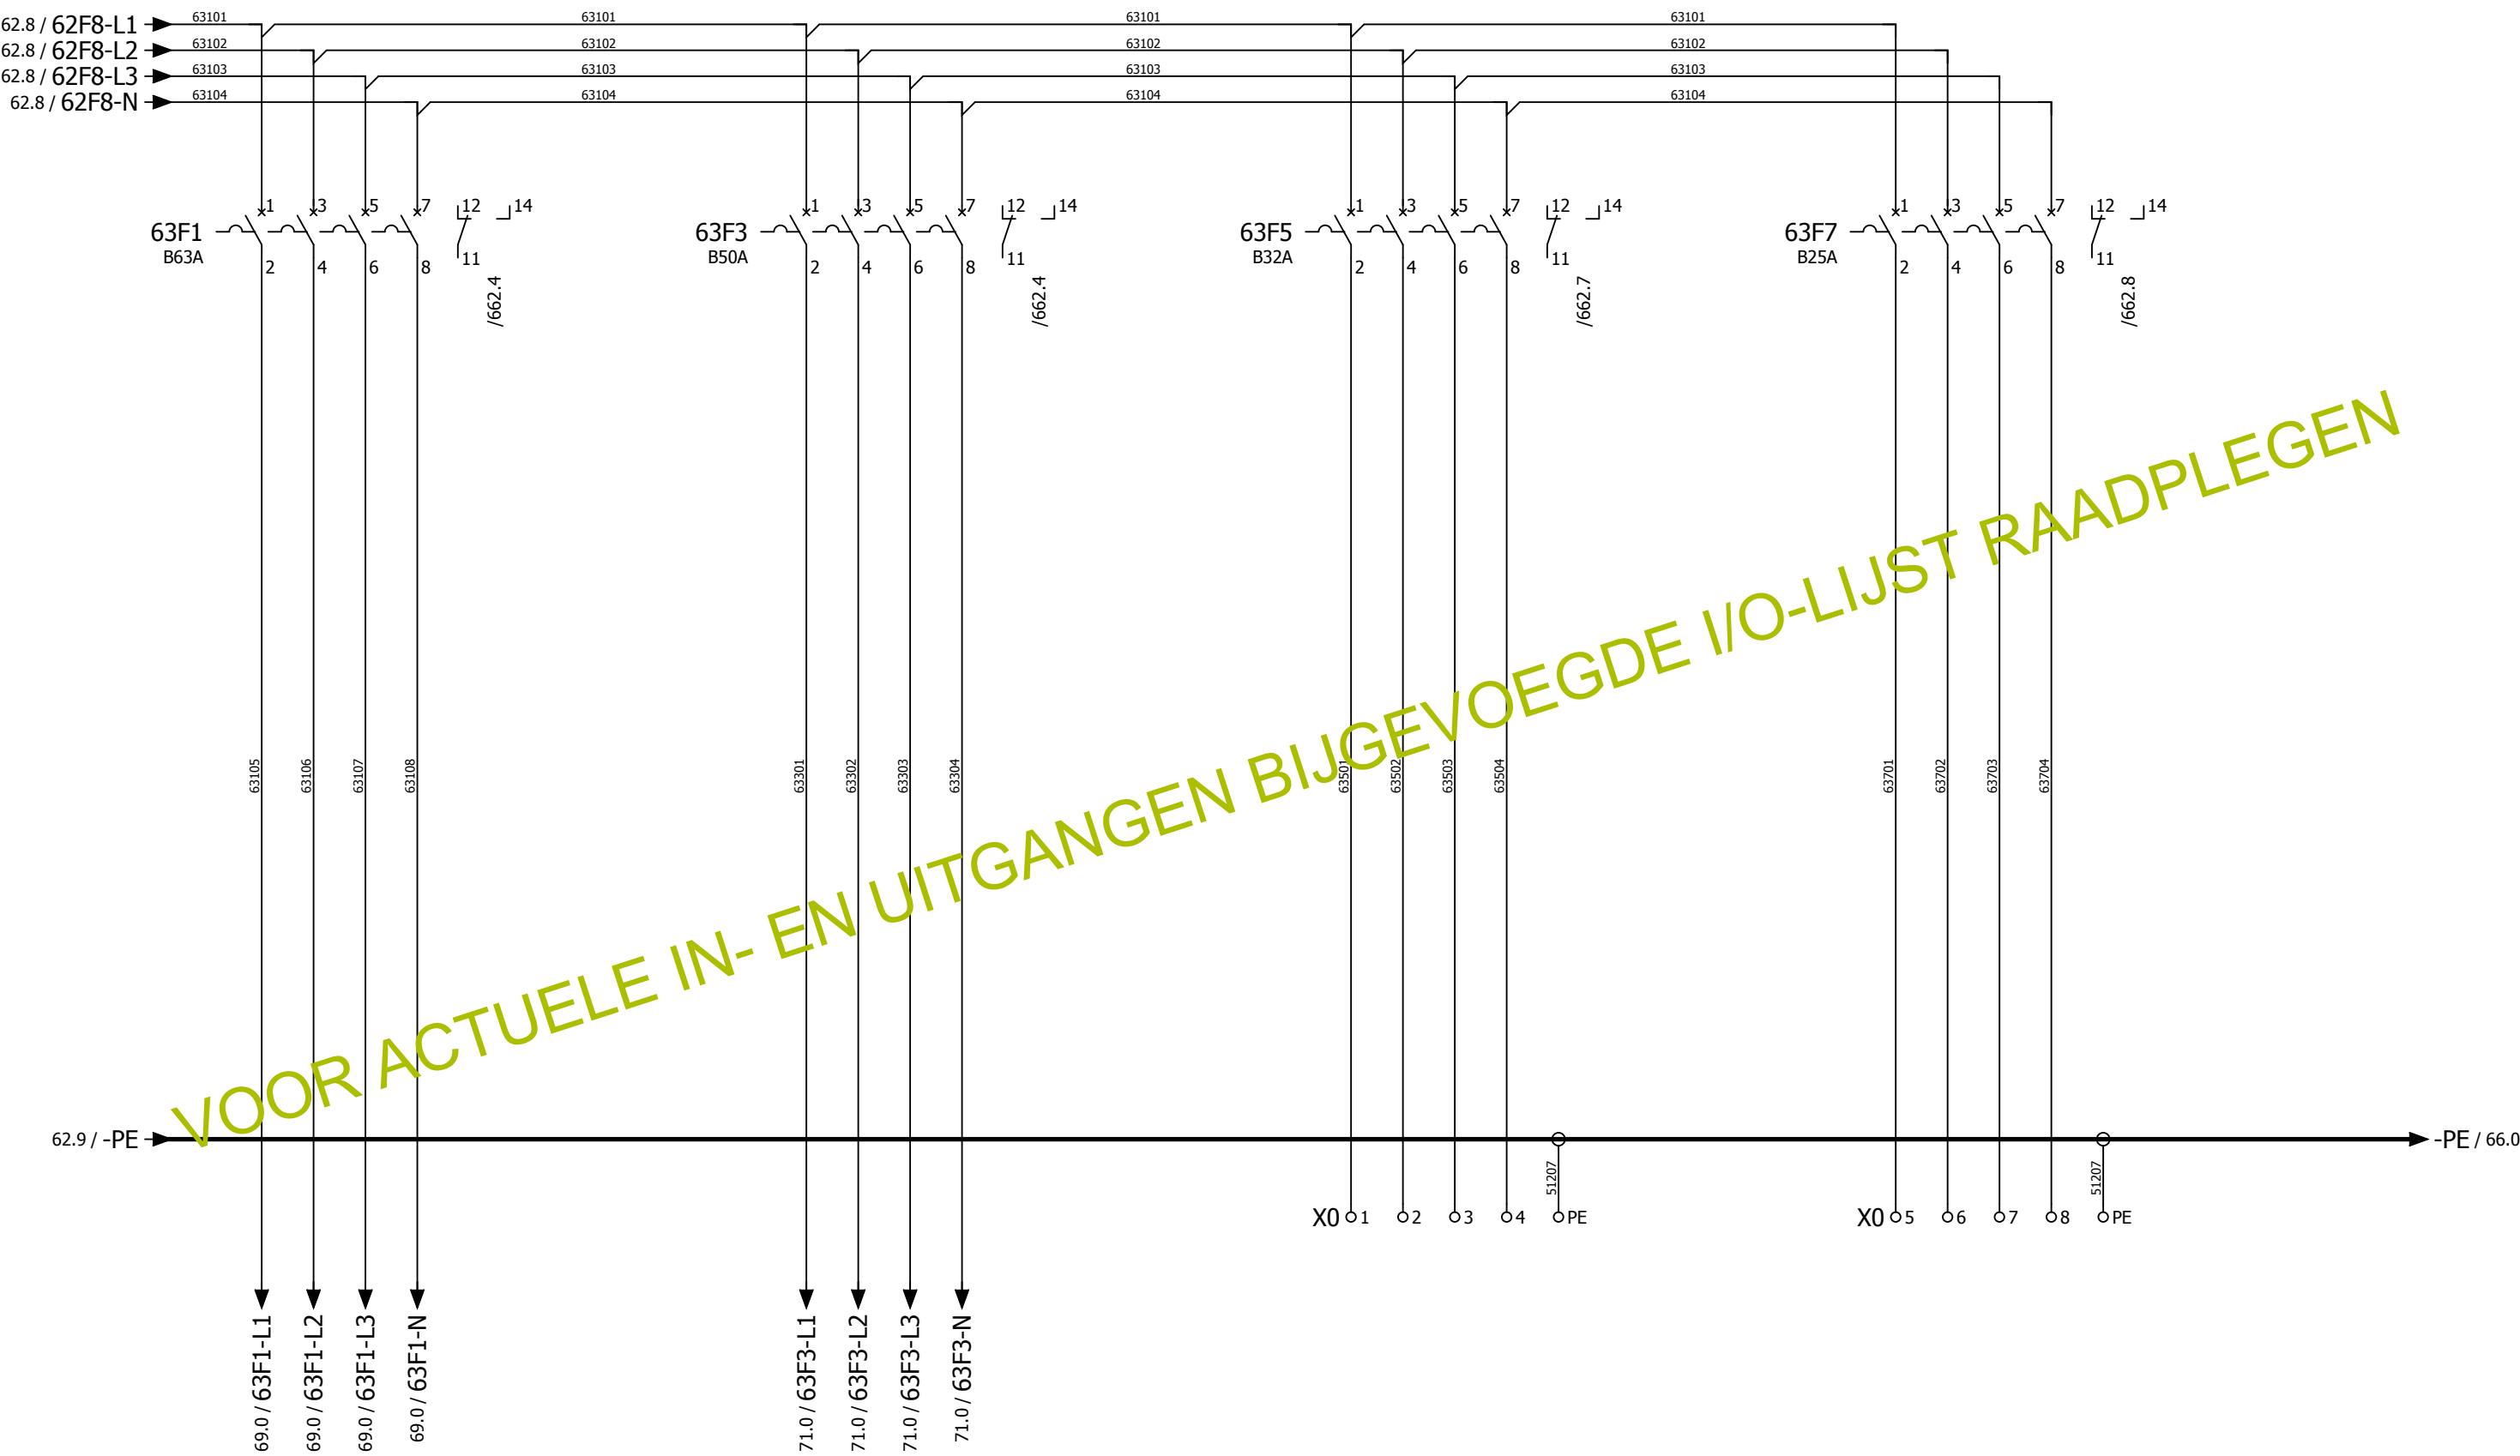 62.8 / 62F8-L1 63101 63101 63101 63101
62.8 / 62F8-L2 63102 63102 63102 63102
62.8 / 62F8-L3 63103 63103 63103 63103
62.8 / 62F8-N 63104 63104 63104 63104
63F1
B63A
1 3 5 7 12 14
2 4 6 8 11
/662.4
63F3
B50A
1 3 5 7 12 14
2 4 6 8 11
/662.4
63F5
B32A
1 3 5 7 12 14
2 4 6 8 11
/662.7
63F7
B25A
1 3 5 7 12 14
2 4 6 8 11
/662.8
63105 63106 63107 63108
63301 63302 63303 63304
63501 63502 63503 63504
63701 63702 63703 63704
VOOR ACTUELE IN- EN UITGANGEN BIJGEVOEGDE I/O-LIJST RAADPLEGEN
62.9 / -PE
-PE / 66.0
51207
51207
X0 1 2 3 4 PE
X0 5 6 7 8 PE
69.0 / 63F1-L1
69.0 / 63F1-L2
69.0 / 63F1-L3
69.0 / 63F1-N
71.0 / 63F3-L1
71.0 / 63F3-L2
71.0 / 63F3-L3
71.0 / 63F3-N